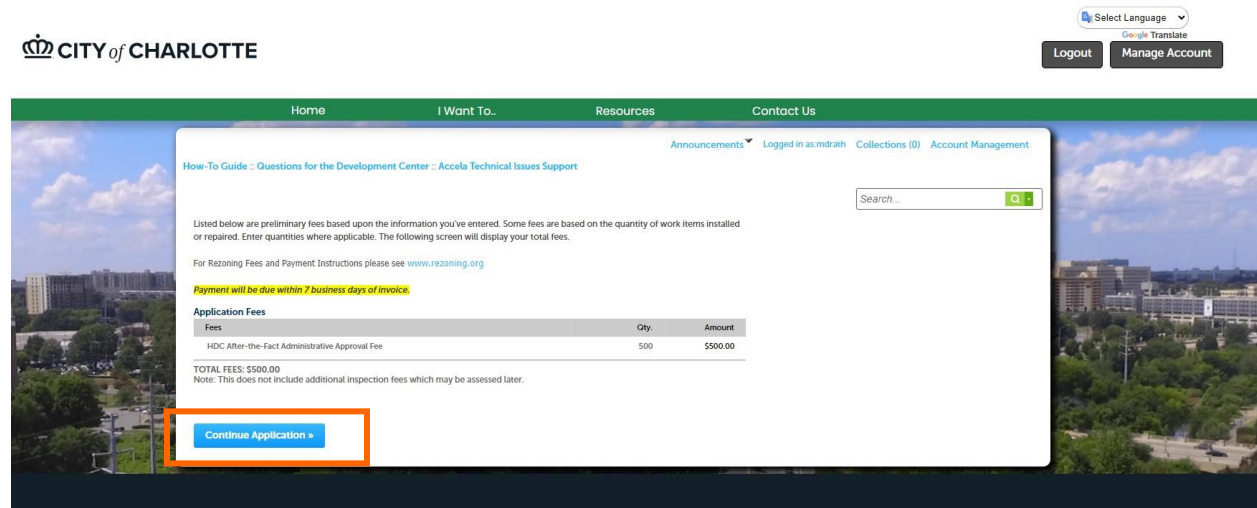 Select Language
Google Translate
CITY of CHARLOTTE
Logout Manage Account
Home I Want To.. Resources Contact Us
Announcements Logged in as:mdrath Collections (0) Account Management
How-To Guide :: Questions for the Development Center :: Accela Technical Issues Support
Search...
Listed below are preliminary fees based upon the information you've entered. Some fees are based on the quantity of work items installed
or repaired. Enter quantities where applicable. The following screen will display your total fees.
For Rezoning Fees and Payment Instructions please see www.rezoning.org
Payment will be due within 7 business days of invoice.
Application Fees
Fees Qty. Amount
HDC After-the-Fact Administrative Approval Fee 500 $500.00
TOTAL FEES: $500.00
Note: This does not include additional inspection fees which may be assessed later.
Continue Application »